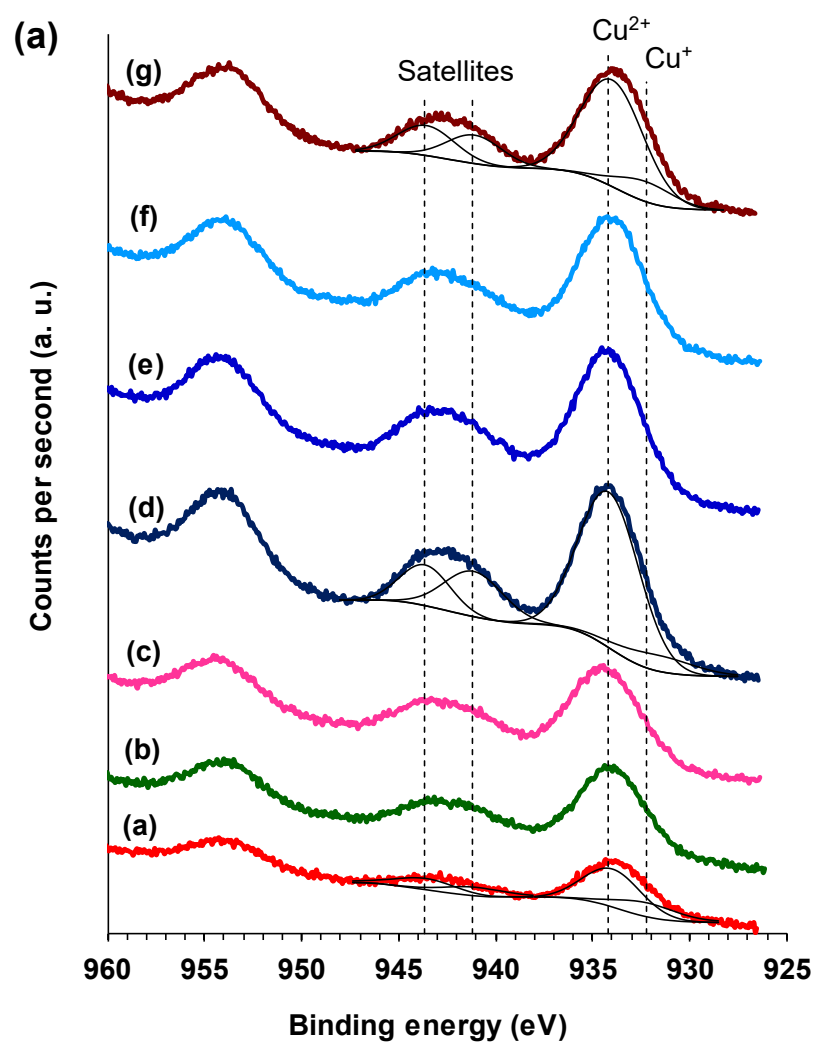 (a)
Cu²⁺
Cu⁺
Satellites
(g)
(f)
(e)
(d)
(c)
(b)
(a)
Counts per second (a. u.)
960 955 950 945 940 935 930 925
Binding energy (eV)